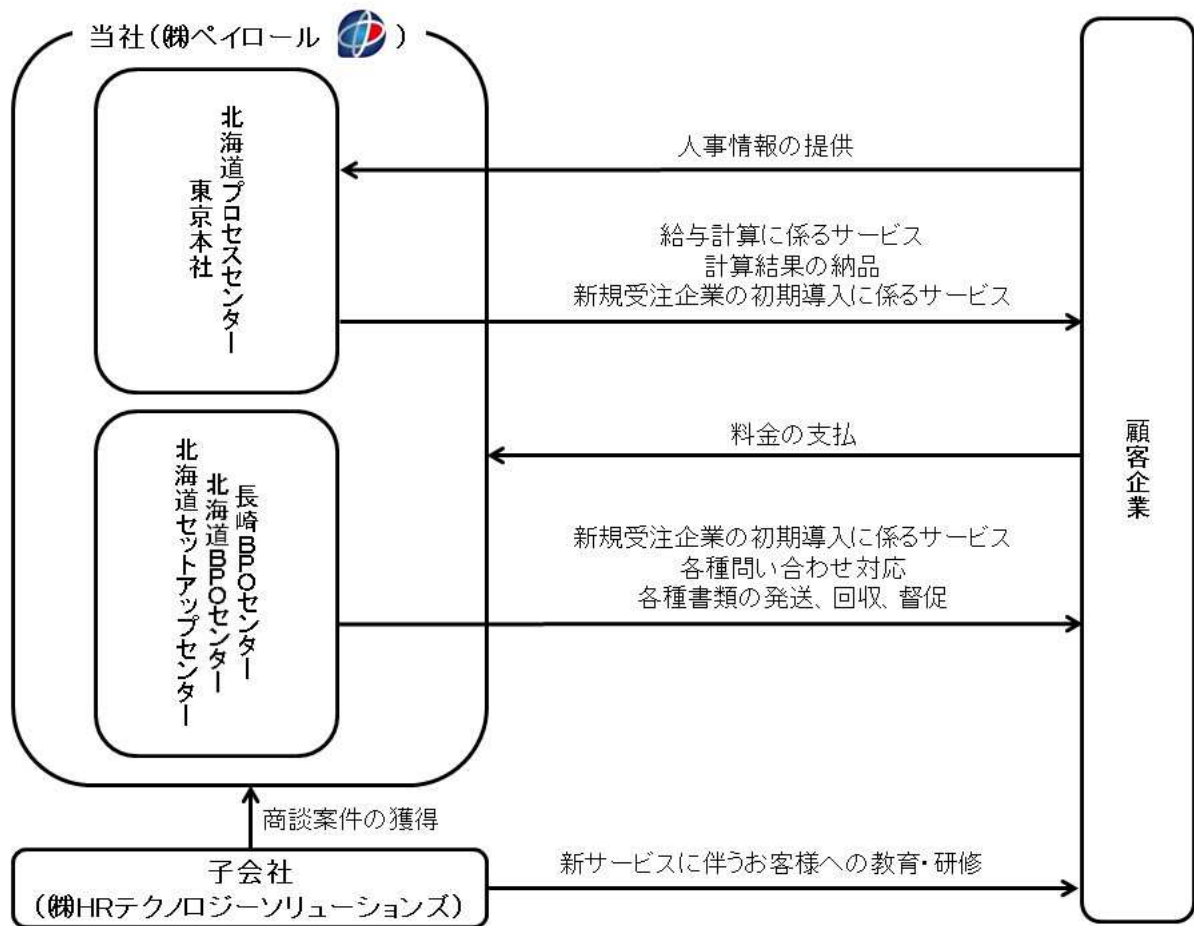 当社(㈱ペイロール)
北海道プロセスセンター
東京本社
人事情報の提供
給与計算に係るサービス
計算結果の納品
新規受注企業の初期導入に係るサービス
料金の支払
長崎BPOセンター
北海道BPOセンター
北海道セットアップセンター
新規受注企業の初期導入に係るサービス
各種問い合わせ対応
各種書類の発送、回収、督促
顧客企業
商談案件の獲得
子会社
(㈱HRテクノロジーソリューションズ)
新サービスに伴うお客様への教育・研修